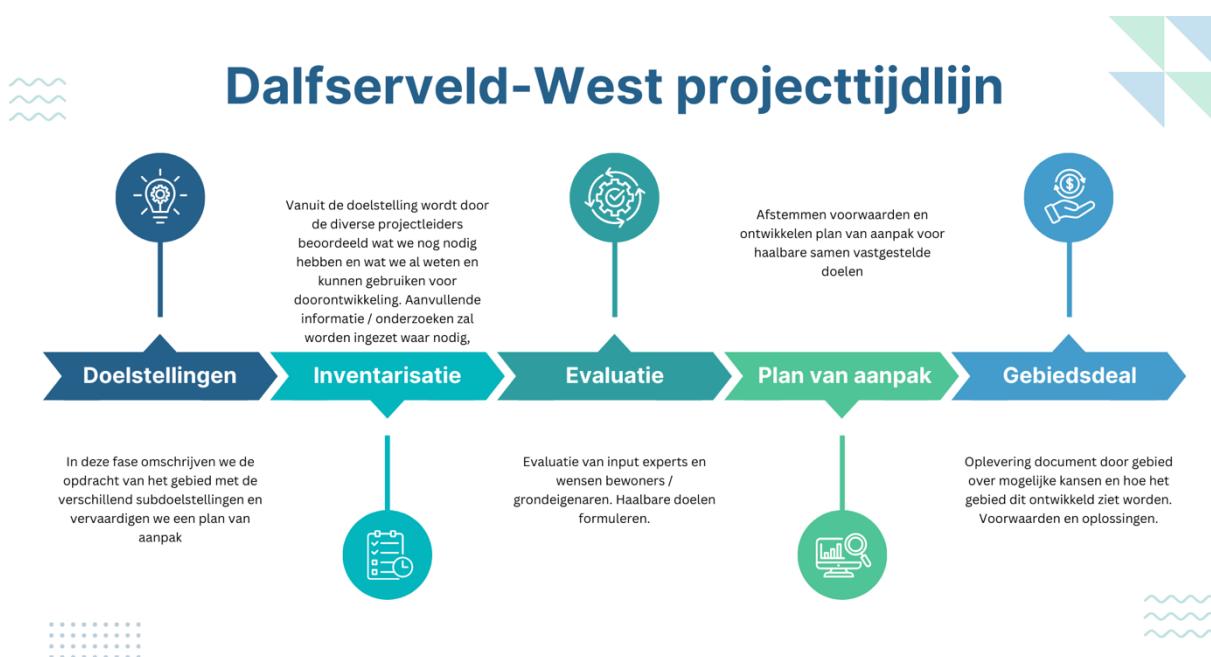 Dalfserveld-West projecttijdlijn
Vanuit de doelstelling wordt door
de diverse projectleiders
beoordeeld wat we nog nodig
hebben en wat we al weten en
kunnen gebruiken voor
doorontwikkeling. Aanvullende
informatie / onderzoeken zal
worden ingezet waar nodig,
Afstemmen voorwaarden en
ontwikkelen plan van aanpak voor
haalbare samen vastgestelde
doelen
Doelstellingen
Inventarisatie
Evaluatie
Plan van aanpak
Gebiedsdeal
In deze fase omschrijven we de
opdracht van het gebied met de
verschillend subdoelstellingen en
vervaardigen we een plan van
aanpak
Evaluatie van input experts en
wensen bewoners /
grondeigenaren. Haalbare doelen
formuleren.
Oplevering document door gebied
over mogelijke kansen en hoe het
gebied dit ontwikkeld ziet worden.
Voorwaarden en oplossingen.